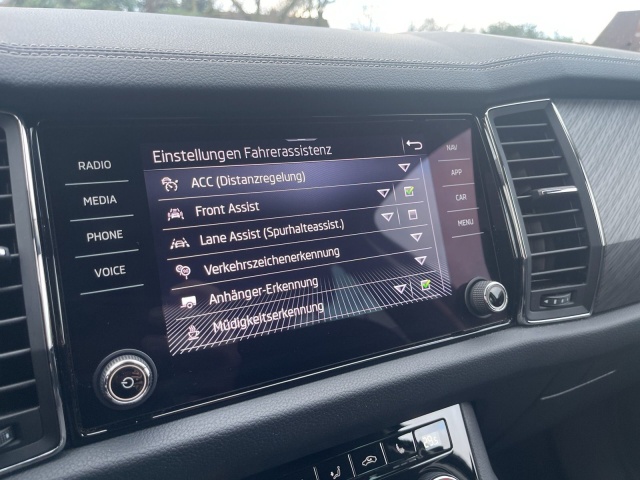 RADIO
MEDIA
PHONE
VOICE
Einstellungen Fahrerassistenz
ACC (Distanzregelung)
Front Assist
Lane Assist (Spurhalteassist.)
Verkehrszeichenerkennung
Anhänger-Erkennung
Müdigkeitserkennung
NAV
APP
CAR
MENU